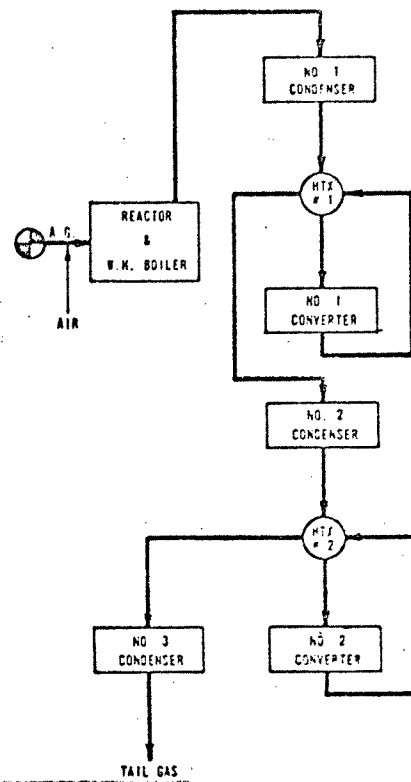 NO. 1
CONDENSER
HTX
# 1
A.G.
REACTOR
&
W.H. BOILER
AIR
NO. 1
CONVERTER
NO. 2
CONDENSER
HTX
# 2
NO 3
CONDENSER
NO 2
CONVERTER
TAIL GAS